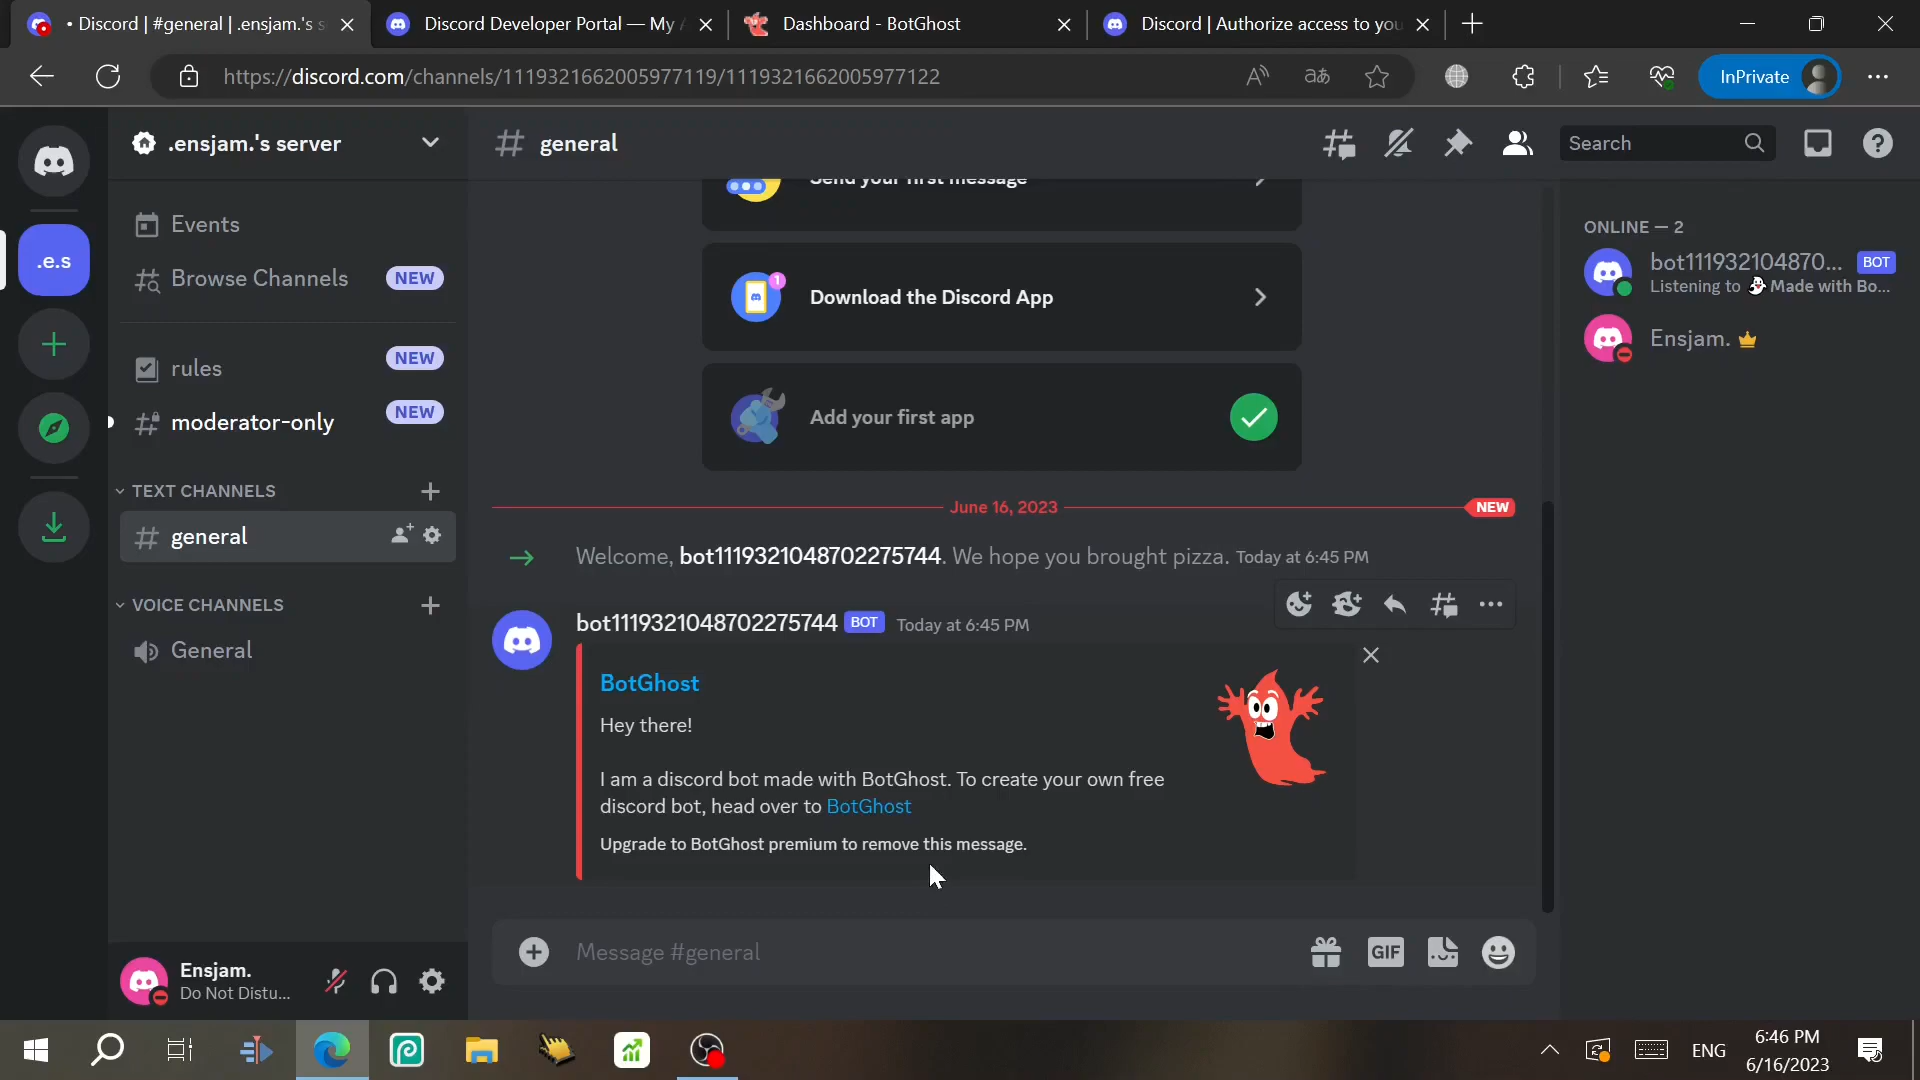 • Discord | #general | .ensjam.'s s
Discord Developer Portal — My A
Dashboard - BotGhost
Discord | Authorize access to you
https://discord.com/channels/1119321662005977119/1119321662005977122
InPrivate
.ensjam.'s server
general
Search
.e.s
Events
Browse Channels
NEW
rules
NEW
moderator-only
NEW
TEXT CHANNELS
general
VOICE CHANNELS
General
Send your first message
Download the Discord App
Add your first app
June 16, 2023
NEW
Welcome, bot1119321048702275744. We hope you brought pizza. Today at 6:45 PM
bot1119321048702275744 BOT Today at 6:45 PM
BotGhost
Hey there!
I am a discord bot made with BotGhost. To create your own free
discord bot, head over to BotGhost
Upgrade to BotGhost premium to remove this message.
Message #general
GIF
ONLINE — 2
bot111932104870... BOT
Listening to Made with Bo...
Ensjam.
Ensjam.
Do Not Distu...
ENG
6:46 PM
6/16/2023